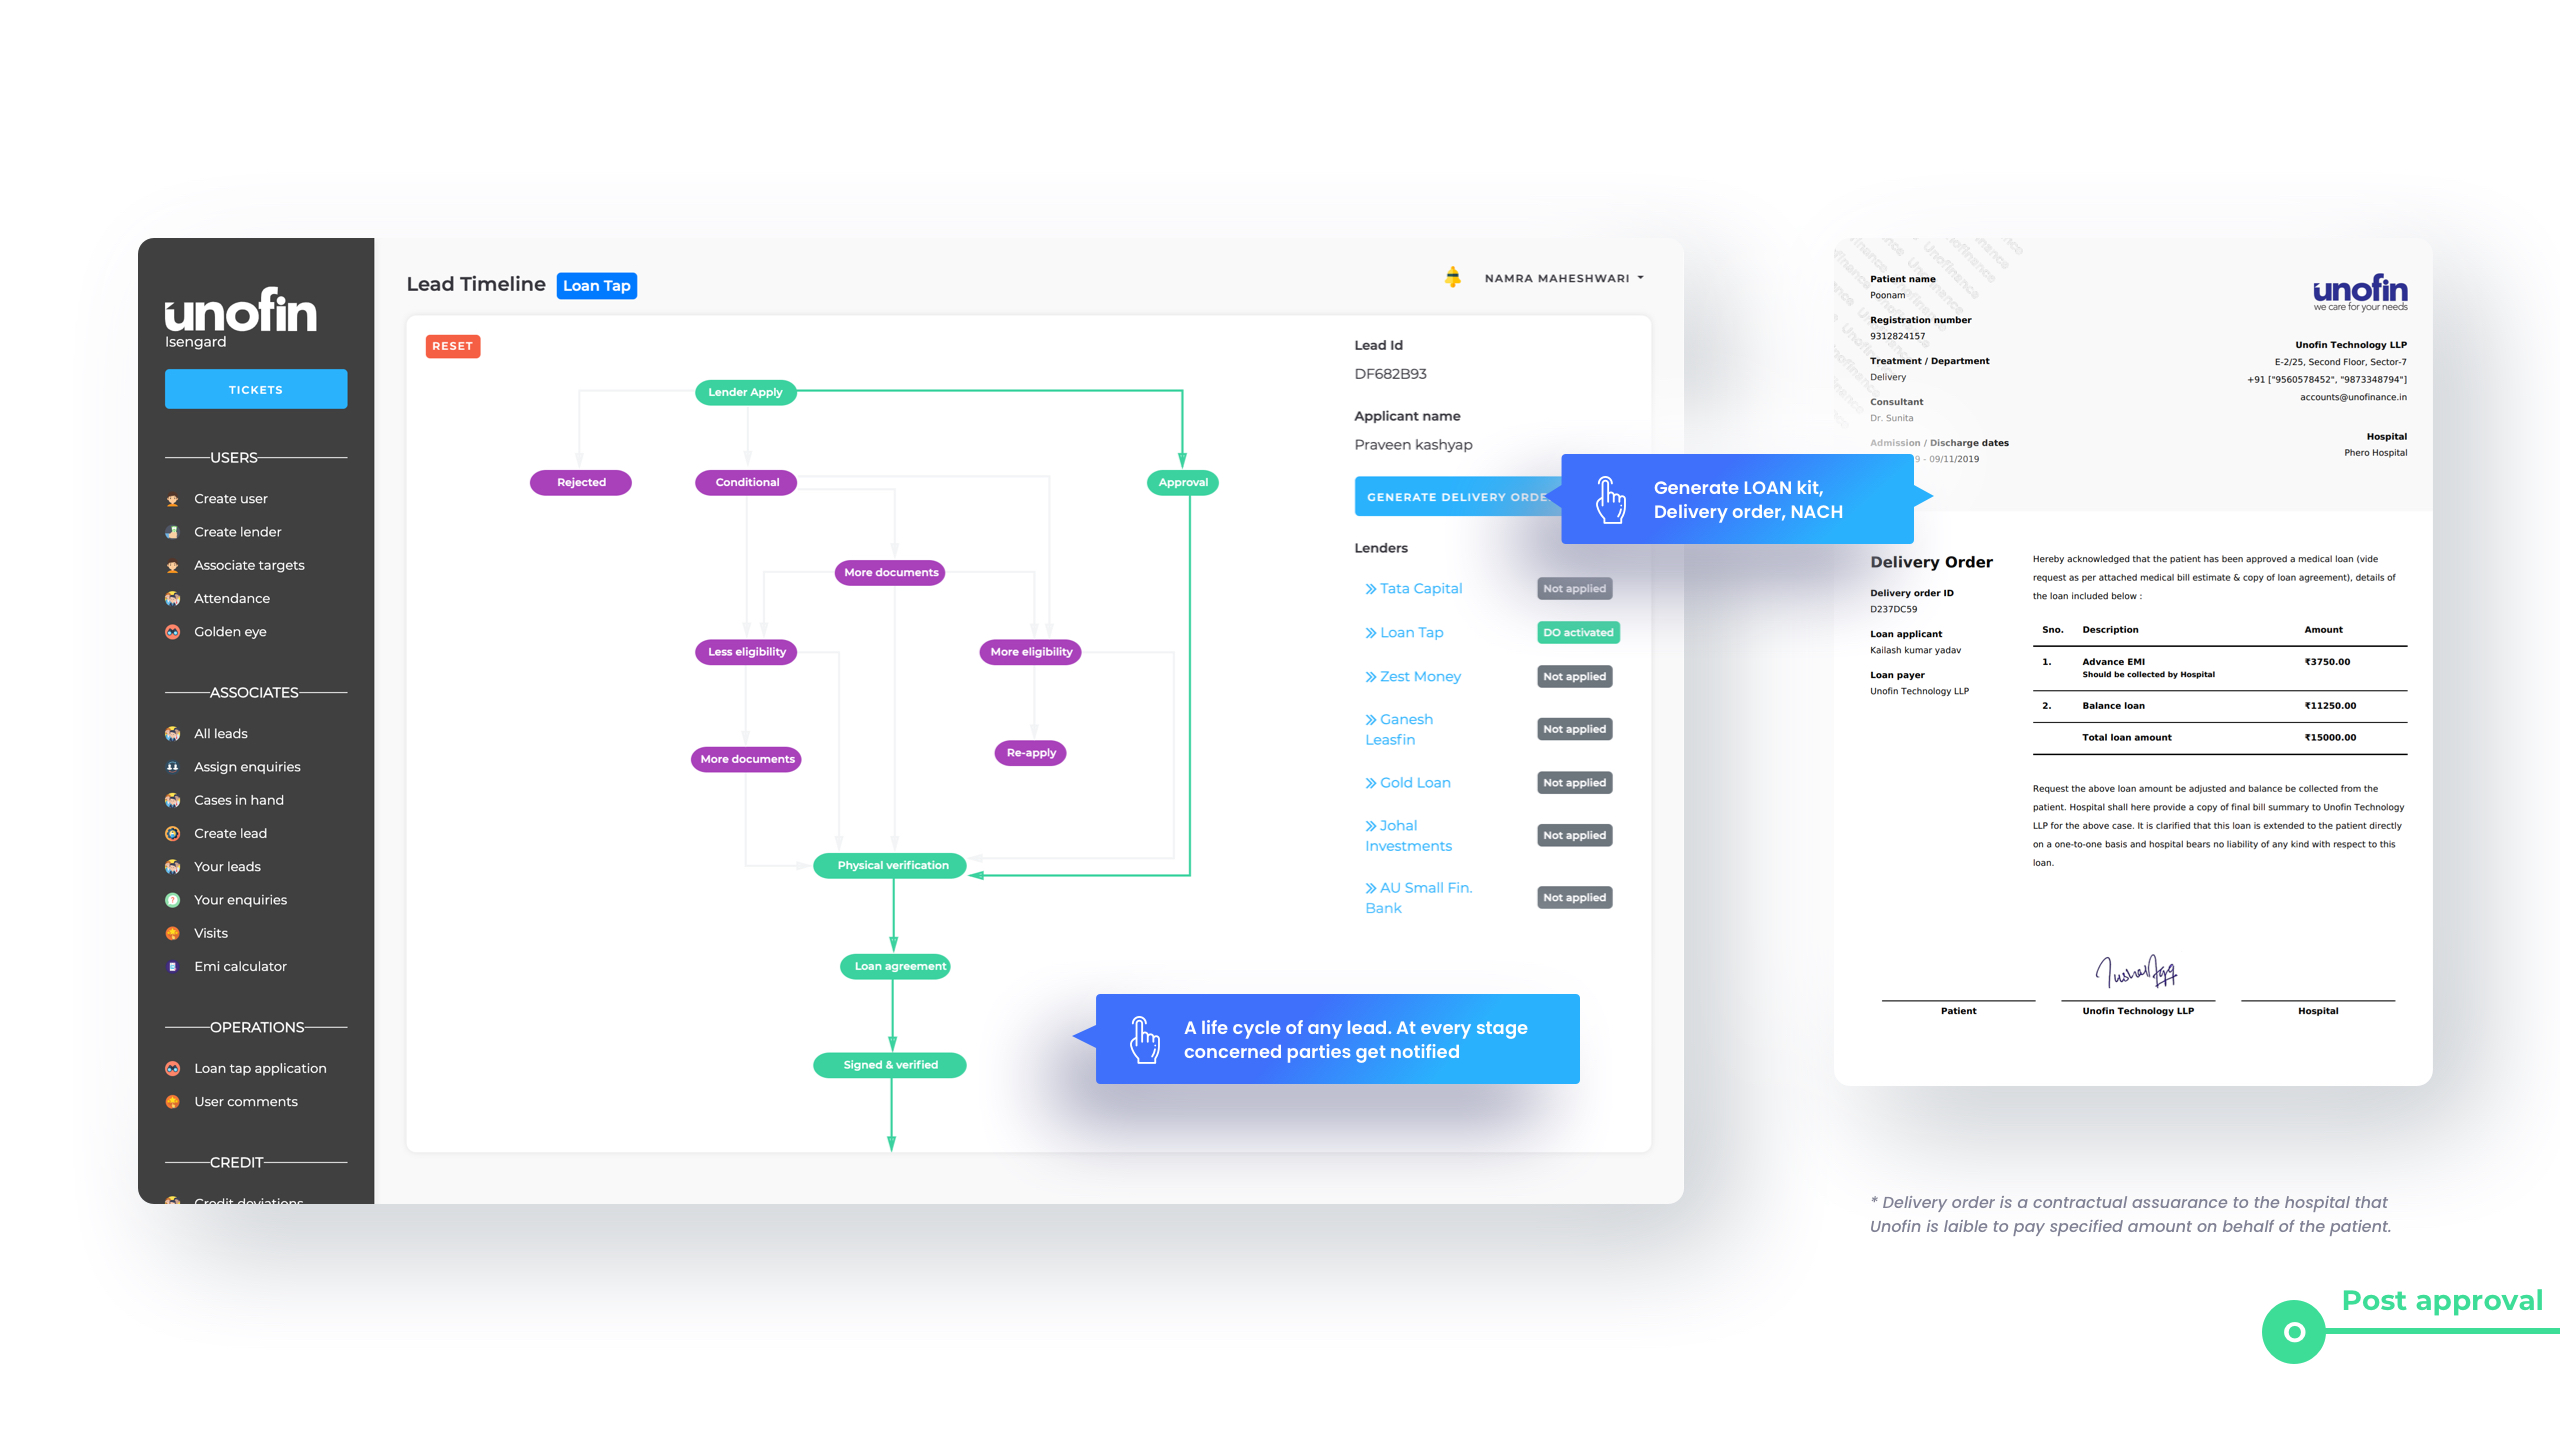 unofin
Isengard
TICKETS
USERS
Create user
Create lender
Associate targets
Attendance
Golden eye
ASSOCIATES
All leads
Assign enquiries
Cases in hand
Create lead
Your leads
Your enquiries
Visits
Emi calculator
OPERATIONS
Loan tap application
User comments
CREDIT
Credit deviations
Lead Timeline
Loan Tap
NAMRA MAHESHWARI
RESET
Lender Apply
Rejected
Conditional
Approval
More documents
Less eligibility
More eligibility
More documents
Re-apply
Physical verification
Loan agreement
Signed & verified
Lead Id
DF682B93
Applicant name
Praveen kashyap
GENERATE DELIVERY ORDE
Lenders
Tata Capital
Not applied
Loan Tap
DO activated
Zest Money
Not applied
Ganesh
Leasfin
Not applied
Gold Loan
Not applied
Johal
Investments
Not applied
AU Small Fin.
Bank
Not applied
Generate LOAN kit,
Delivery order, NACH
A life cycle of any lead. At every stage
concerned parties get notified
Patient name
Poonam
Registration number
9312824157
Treatment / Department
Delivery
Consultant
Dr. Sunita
Admission / Discharge dates
9 - 09/11/2019
unofin
we care for your needs
Unofin Technology LLP
E-2/25, Second Floor, Sector-7
+91 ["9560578452", "9873348794"]
accounts@unofinance.in
Hospital
Phero Hospital
Delivery Order
Delivery order ID
D237DC59
Loan applicant
Kailash kumar yadav
Loan payer
Unofin Technology LLP
Hereby acknowledged that the patient has been approved a medical loan (vide
request as per attached medical bill estimate & copy of loan agreement), details of
the loan included below :
Sno. Description Amount
1. Advance EMI ₹3750.00
Should be collected by Hospital
2. Balance loan ₹11250.00
Total loan amount ₹15000.00
Request the above loan amount be adjusted and balance be collected from the
patient. Hospital shall here provide a copy of final bill summary to Unofin Technology
LLP for the above case. It is clarified that this loan is extended to the patient directly
on a one-to-one basis and hospital bears no liability of any kind with respect to this
loan.
Patient
Unofin Technology LLP
Hospital
* Delivery order is a contractual assuarance to the hospital that
Unofin is laible to pay specified amount on behalf of the patient.
Post approval